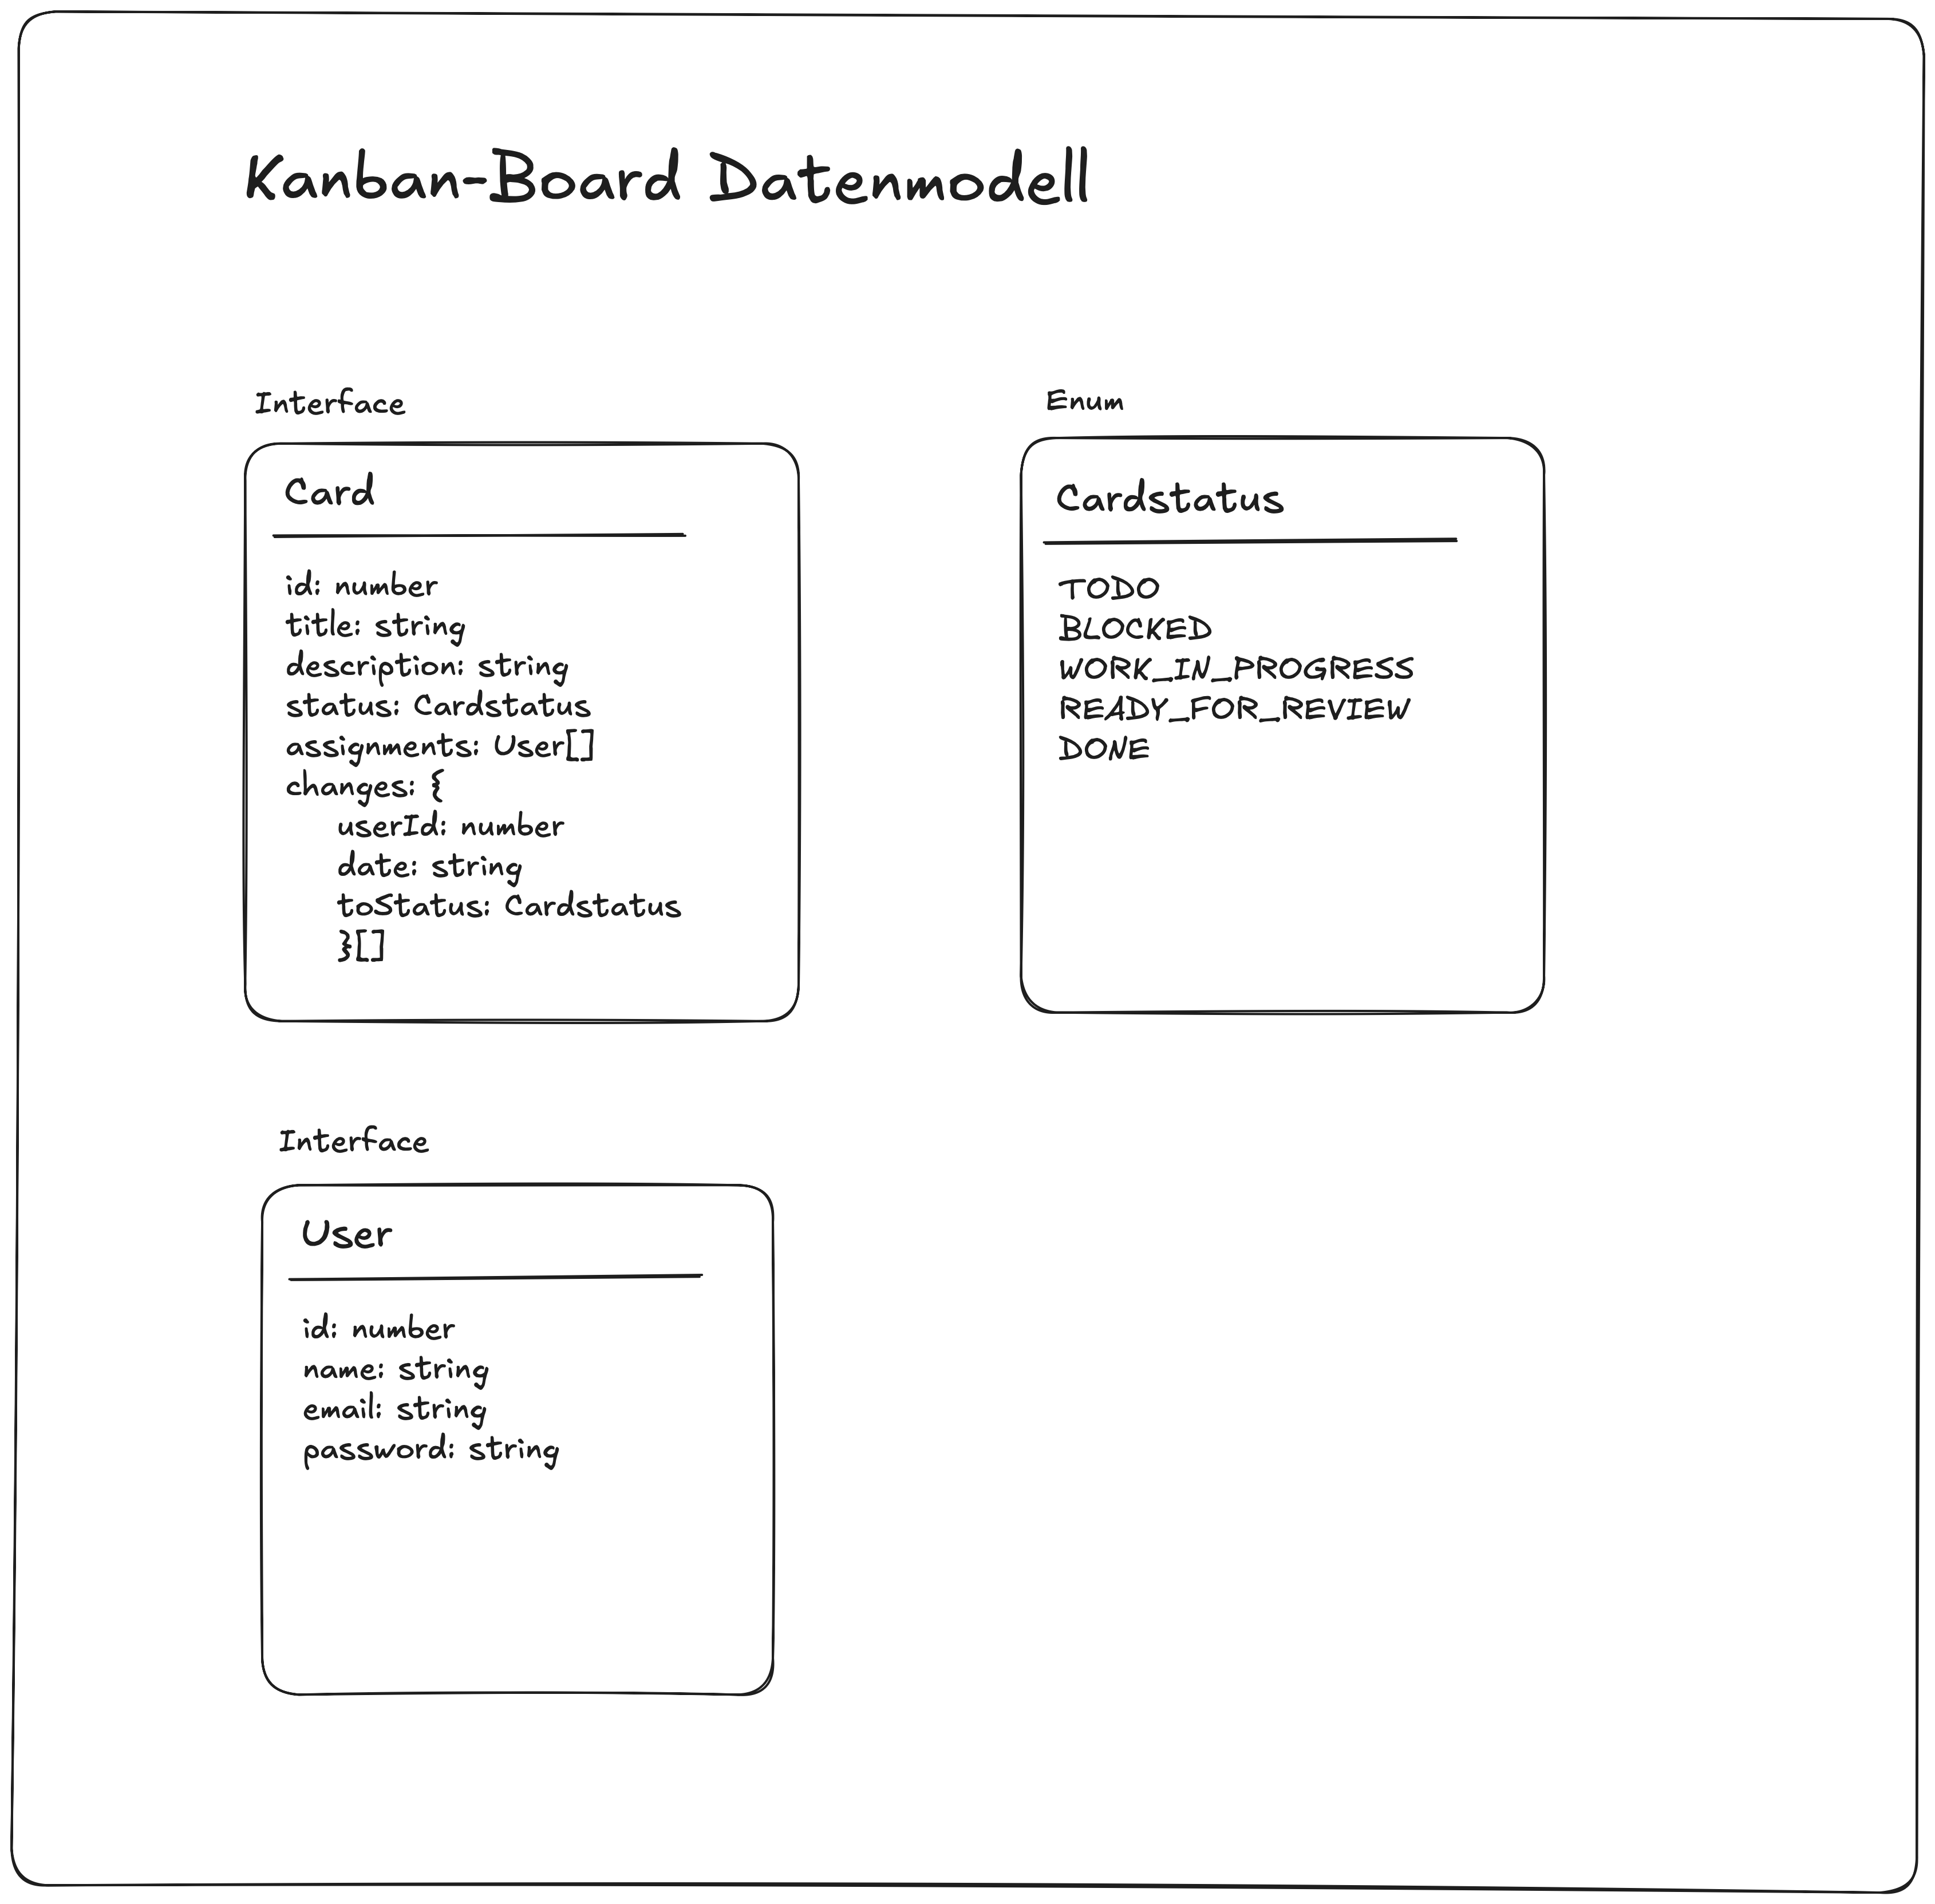 Kanban-Board Datenmodell
Interface
Card
id: number
title: string
description: string
status: Cardstatus
assignments: User[]
changes: {
userId: number
date: string
toStatus: Cardstatus
}[]
Enum
Cardstatus
TODO
BLOCKED
WORK_IN_PROGRESS
READY_FOR_REVIEW
DONE
Interface
User
id: number
name: string
email: string
password: string